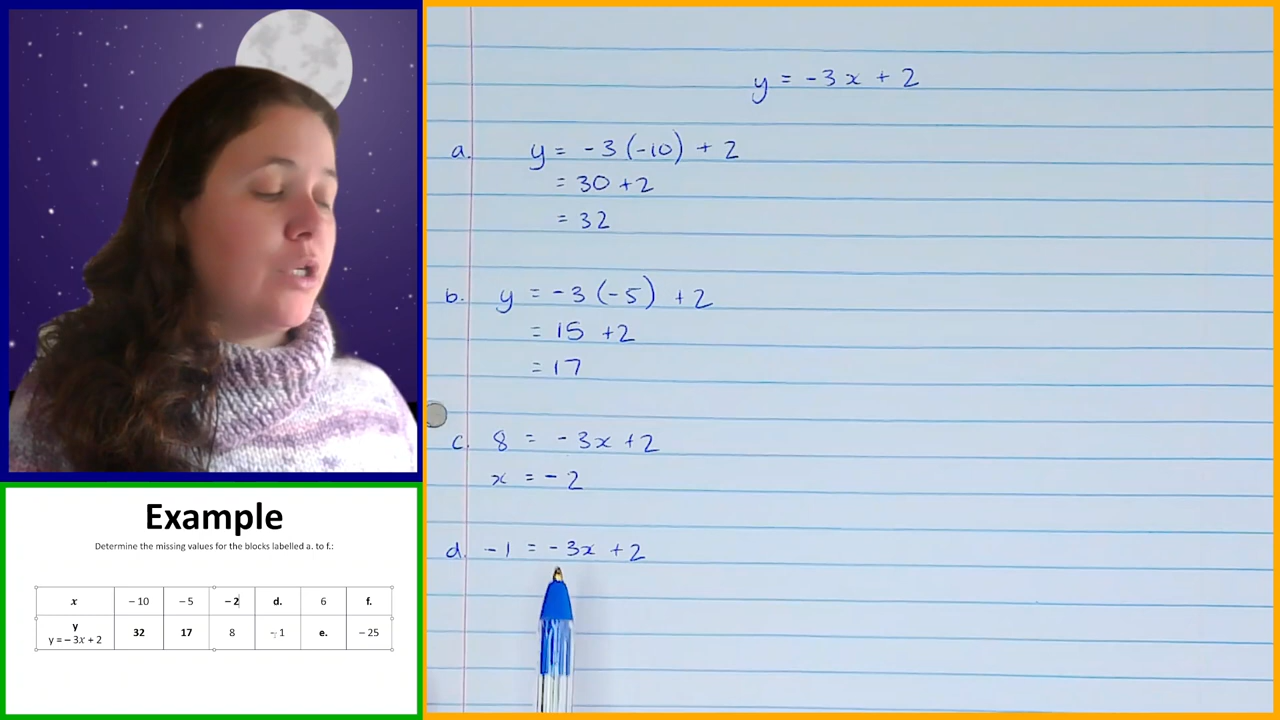 y = -3x + 2
a. y = -3(-10) + 2
= 30 + 2
= 32
b. y = -3(-5) + 2
= 15 + 2
= 17
c. 8 = -3x + 2
x = -2
d. -1 = -3x + 2
Example
Determine the missing values for the blocks labelled a. to f.:
x – 10 – 5 – 2 d. 6 f.
y
y = – 3x + 2 32 17 8 – 1 e. – 25